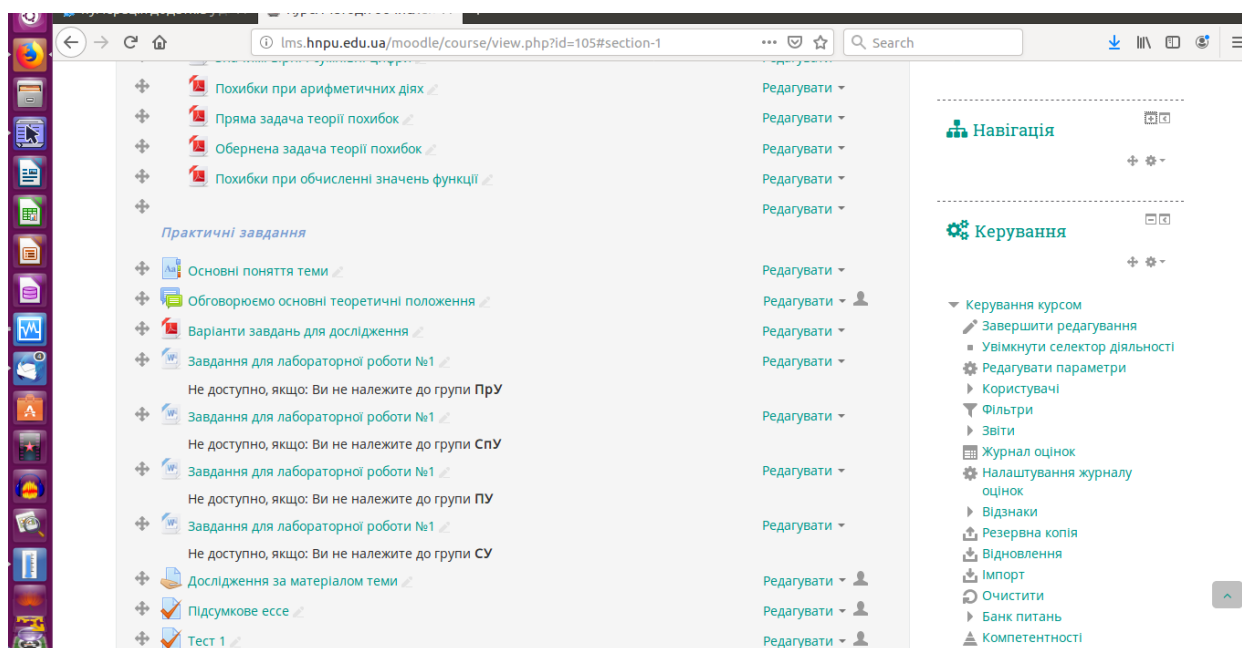 lms.hnpu.edu.ua/moodle/course/view.php?id=105#section-1
Search
Похибки при арифметичних діях
Редагувати
Пряма задача теорії похибок
Редагувати
Обернена задача теорії похибок
Редагувати
Похибки при обчисленні значень функції
Редагувати
Редагувати
Практичні завдання
Основні поняття теми
Редагувати
Обговорюємо основні теоретичні положення
Редагувати
Варіанти завдань для дослідження
Редагувати
Завдання для лабораторної роботи №1
Редагувати
Не доступно, якщо: Ви не належите до групи ПрУ
Завдання для лабораторної роботи №1
Редагувати
Не доступно, якщо: Ви не належите до групи СпУ
Завдання для лабораторної роботи №1
Редагувати
Не доступно, якщо: Ви не належите до групи ПУ
Завдання для лабораторної роботи №1
Редагувати
Не доступно, якщо: Ви не належите до групи СУ
Дослідження за матеріалом теми
Редагувати
Підсумкове ессе
Редагувати
Тест 1
Редагувати
Навігація
Керування
Керування курсом
Завершити редагування
Увімкнути селектор діяльності
Редагувати параметри
Користувачі
Фільтри
Звіти
Журнал оцінок
Налаштування журналу
оцінок
Відзнаки
Резервна копія
Відновлення
Імпорт
Очистити
Банк питань
Компетентності